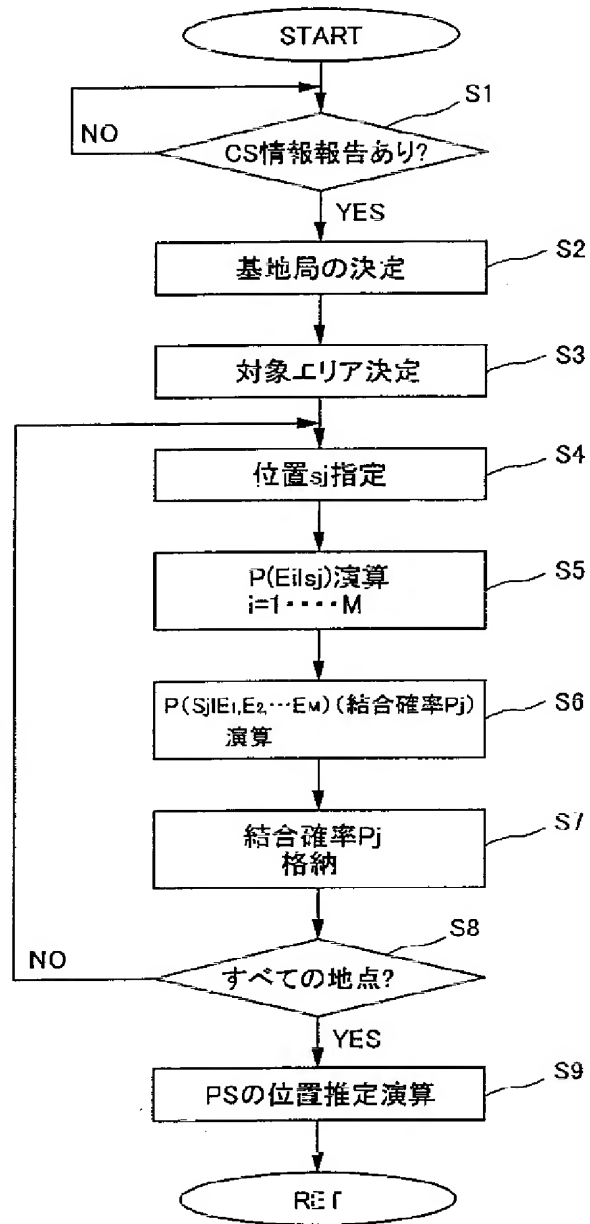 START
S1
NO
CS情報報告あり?
YES
S2
基地局の決定
S3
対象エリア決定
S4
位置sj指定
S5
P(Ei|sj)演算
i=1・・・・M
S6
P(Sj|E1,E2,…EM)(結合確率Pj)
演算
S7
結合確率Pj
格納
S8
NO
すべての地点?
YES
S9
PSの位置推定演算
RET